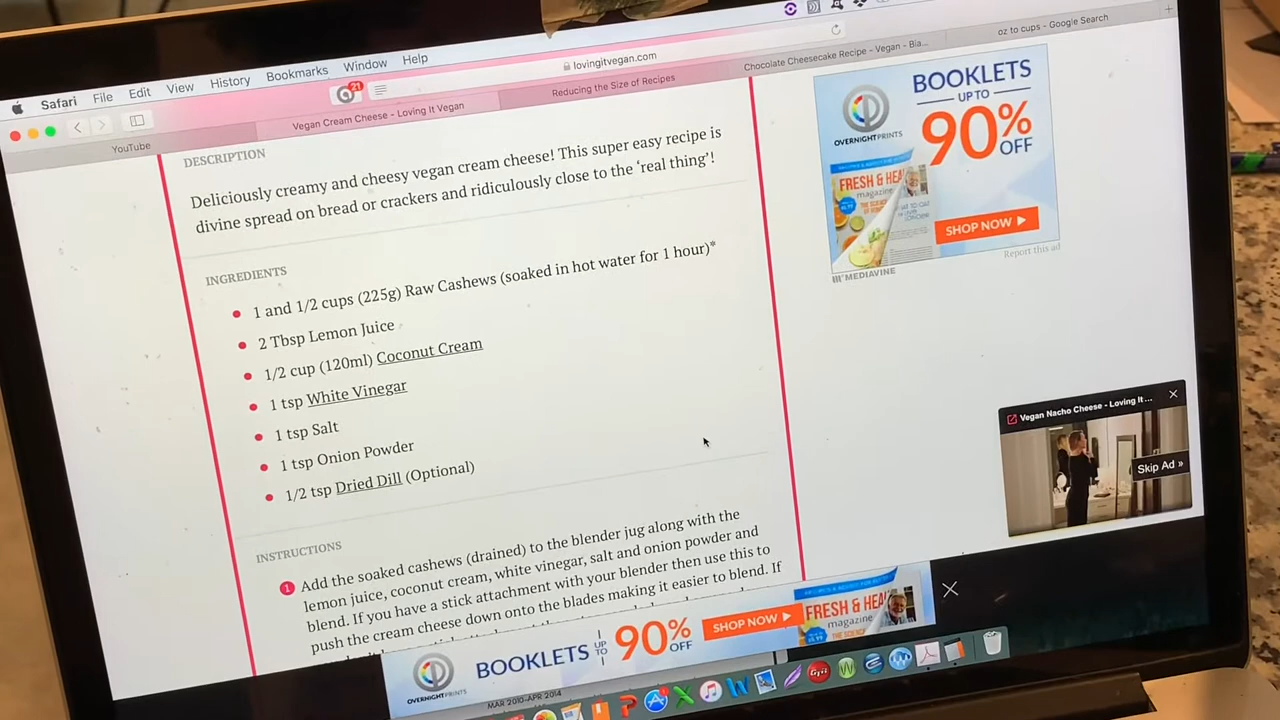 Safari File Edit View History Bookmarks Window Help
21
lovingitvegan.com
YouTube
Vegan Cream Cheese - Loving It Vegan
Reducing the Size of Recipes
Chocolate Cheesecake Recipe - Vegan - Bla...
oz to cups - Google Search
DESCRIPTION
Deliciously creamy and cheesy vegan cream cheese! This super easy recipe is
divine spread on bread or crackers and ridiculously close to the ‘real thing’!
INGREDIENTS
1 and 1/2 cups (225g) Raw Cashews (soaked in hot water for 1 hour)*
2 Tbsp Lemon Juice
1/2 cup (120ml) Coconut Cream
1 tsp White Vinegar
1 tsp Salt
1 tsp Onion Powder
1/2 tsp Dried Dill (Optional)
INSTRUCTIONS
1 Add the soaked cashews (drained) to the blender jug along with the
lemon juice, coconut cream, white vinegar, salt and onion powder and
blend. If you have a stick attachment with your blender then use this to
push the cream cheese down onto the blades making it easier to blend. If
OVERNIGHTPRINTS
BOOKLETS
UP TO
90%
OFF
FRESH & HEA
magazine
SHOP NOW
Report this ad
MEDIAVINE
Vegan Nacho Cheese - Loving It ...
Skip Ad »
OVERNIGHTPRINTS
BOOKLETS
UP TO
90%
OFF
SHOP NOW
FRESH & HEA
magazine
MAR 2010-APR 2014